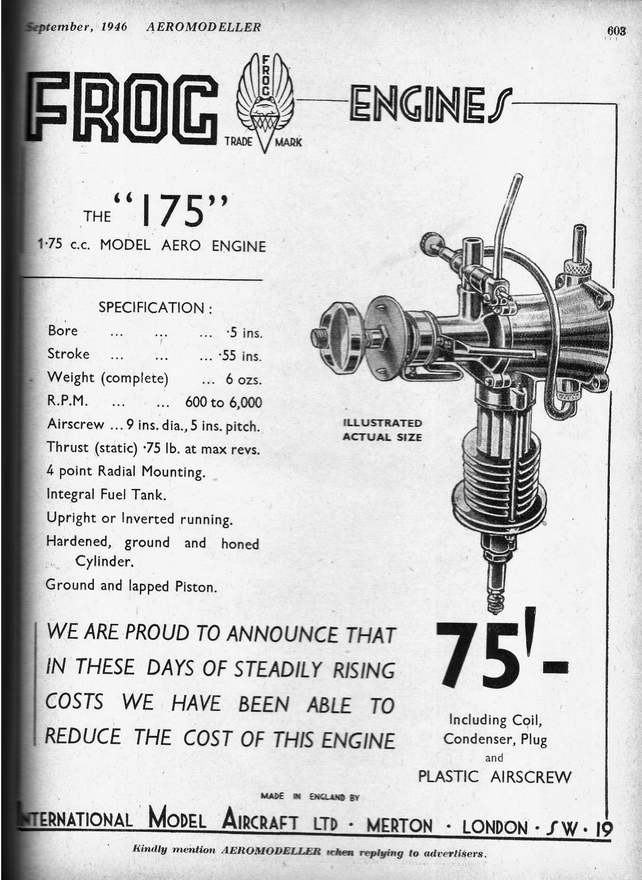 September, 1946 AEROMODELLER 603
FROG
FROG
TRADE MARK
ENGINES
THE "175"
1·75 c.c. MODEL AERO ENGINE
SPECIFICATION :
Bore ... ... ... ·5 ins.
Stroke ... ... ... ·55 ins.
Weight (complete) ... 6 ozs.
R.P.M. ... ... 600 to 6,000
Airscrew ... 9 ins. dia., 5 ins. pitch.
Thrust (static) ·75 lb. at max revs.
4 point Radial Mounting.
Integral Fuel Tank.
Upright or Inverted running.
Hardened, ground and honed
Cylinder.
Ground and lapped Piston.
ILLUSTRATED
ACTUAL SIZE
WE ARE PROUD TO ANNOUNCE THAT
IN THESE DAYS OF STEADILY RISING
COSTS WE HAVE BEEN ABLE TO
REDUCE THE COST OF THIS ENGINE
75'-
Including Coil,
Condenser, Plug
and
PLASTIC AIRSCREW
MADE IN ENGLAND BY
INTERNATIONAL MODEL AIRCRAFT LTD · MERTON · LONDON · SW · 19
Kindly mention AEROMODELLER when replying to advertisers.